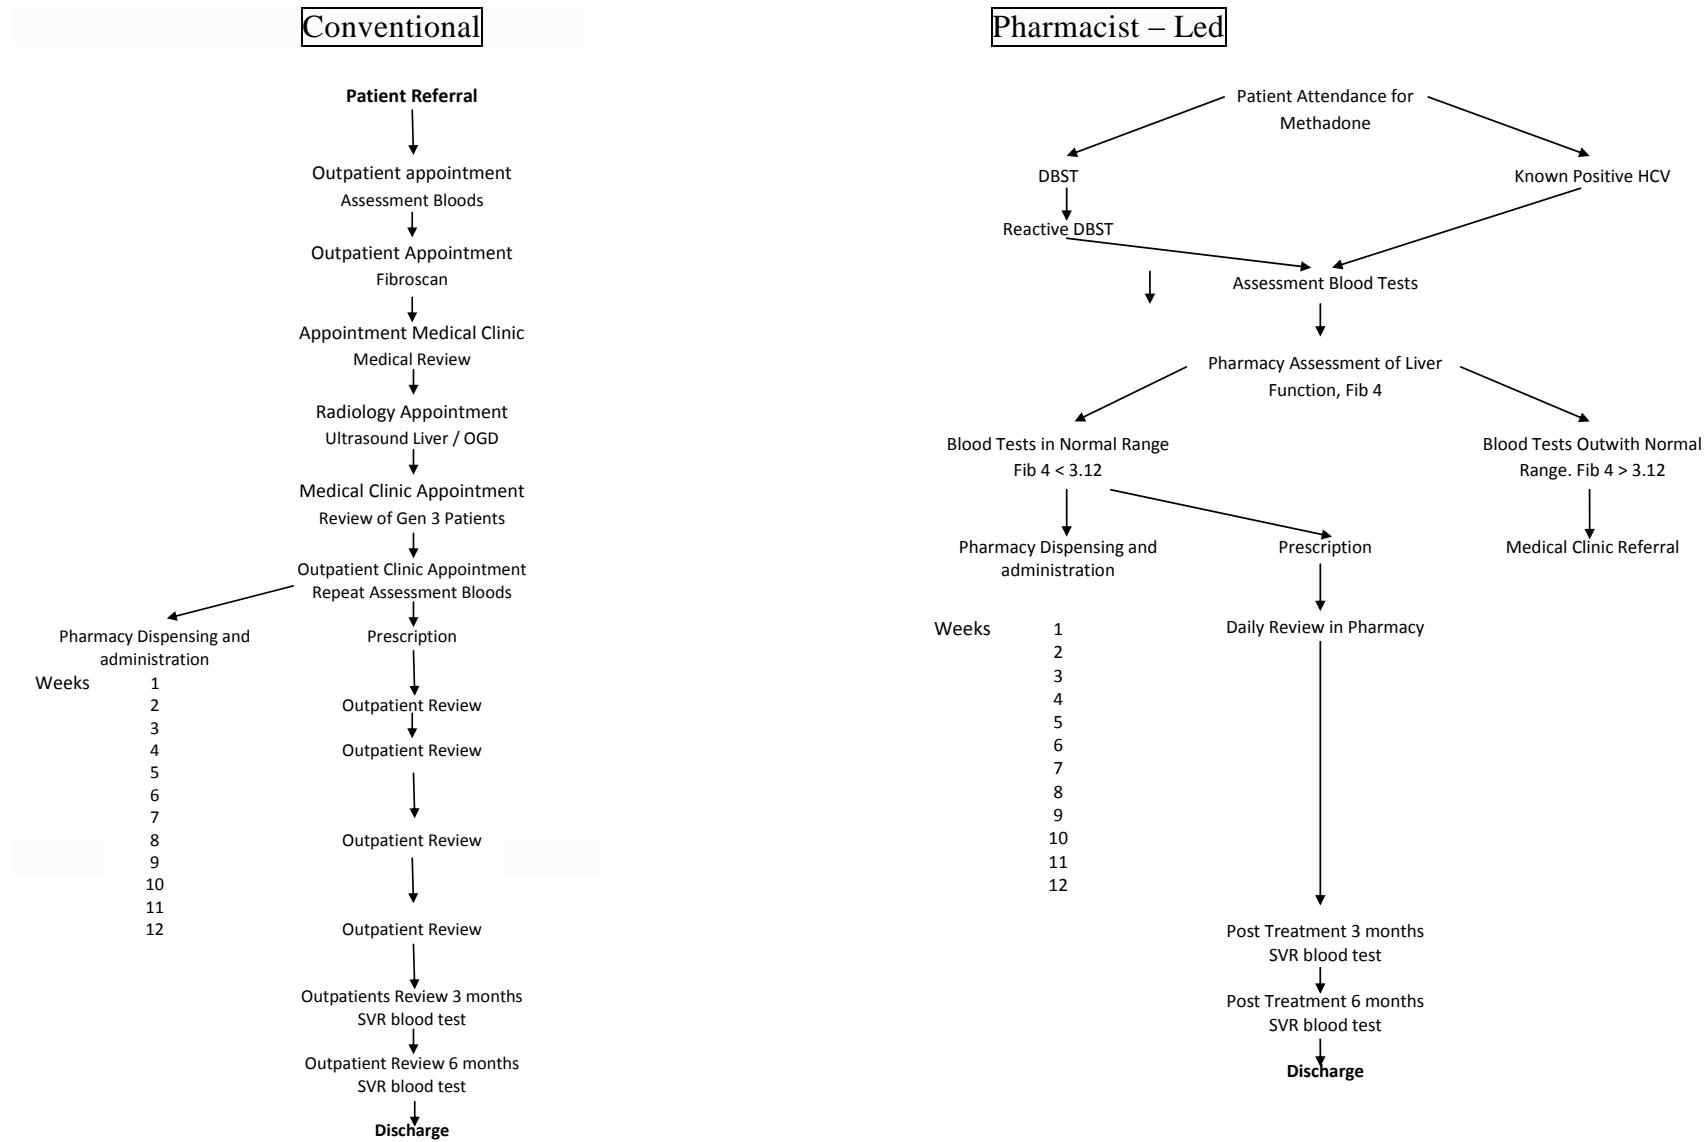 Conventional
Patient Referral
Outpatient appointment
Assessment Bloods
Outpatient Appointment
Fibroscan
Appointment Medical Clinic
Medical Review
Radiology Appointment
Ultrasound Liver / OGD
Medical Clinic Appointment
Review of Gen 3 Patients
Outpatient Clinic Appointment
Repeat Assessment Bloods
Pharmacy Dispensing and
administration
Prescription
Weeks
1
2
3
4
5
6
7
8
9
10
11
12
Outpatient Review
Outpatient Review
Outpatient Review
Outpatient Review
Outpatients Review 3 months
SVR blood test
Outpatient Review 6 months
SVR blood test
Discharge
Pharmacist – Led
Patient Attendance for
Methadone
DBST
Reactive DBST
Known Positive HCV
Assessment Blood Tests
Pharmacy Assessment of Liver
Function, Fib 4
Blood Tests in Normal Range
Fib 4 < 3.12
Blood Tests Outwith Normal
Range. Fib 4 > 3.12
Pharmacy Dispensing and
administration
Prescription
Medical Clinic Referral
Weeks
1
2
3
4
5
6
7
8
9
10
11
12
Daily Review in Pharmacy
Post Treatment 3 months
SVR blood test
Post Treatment 6 months
SVR blood test
Discharge